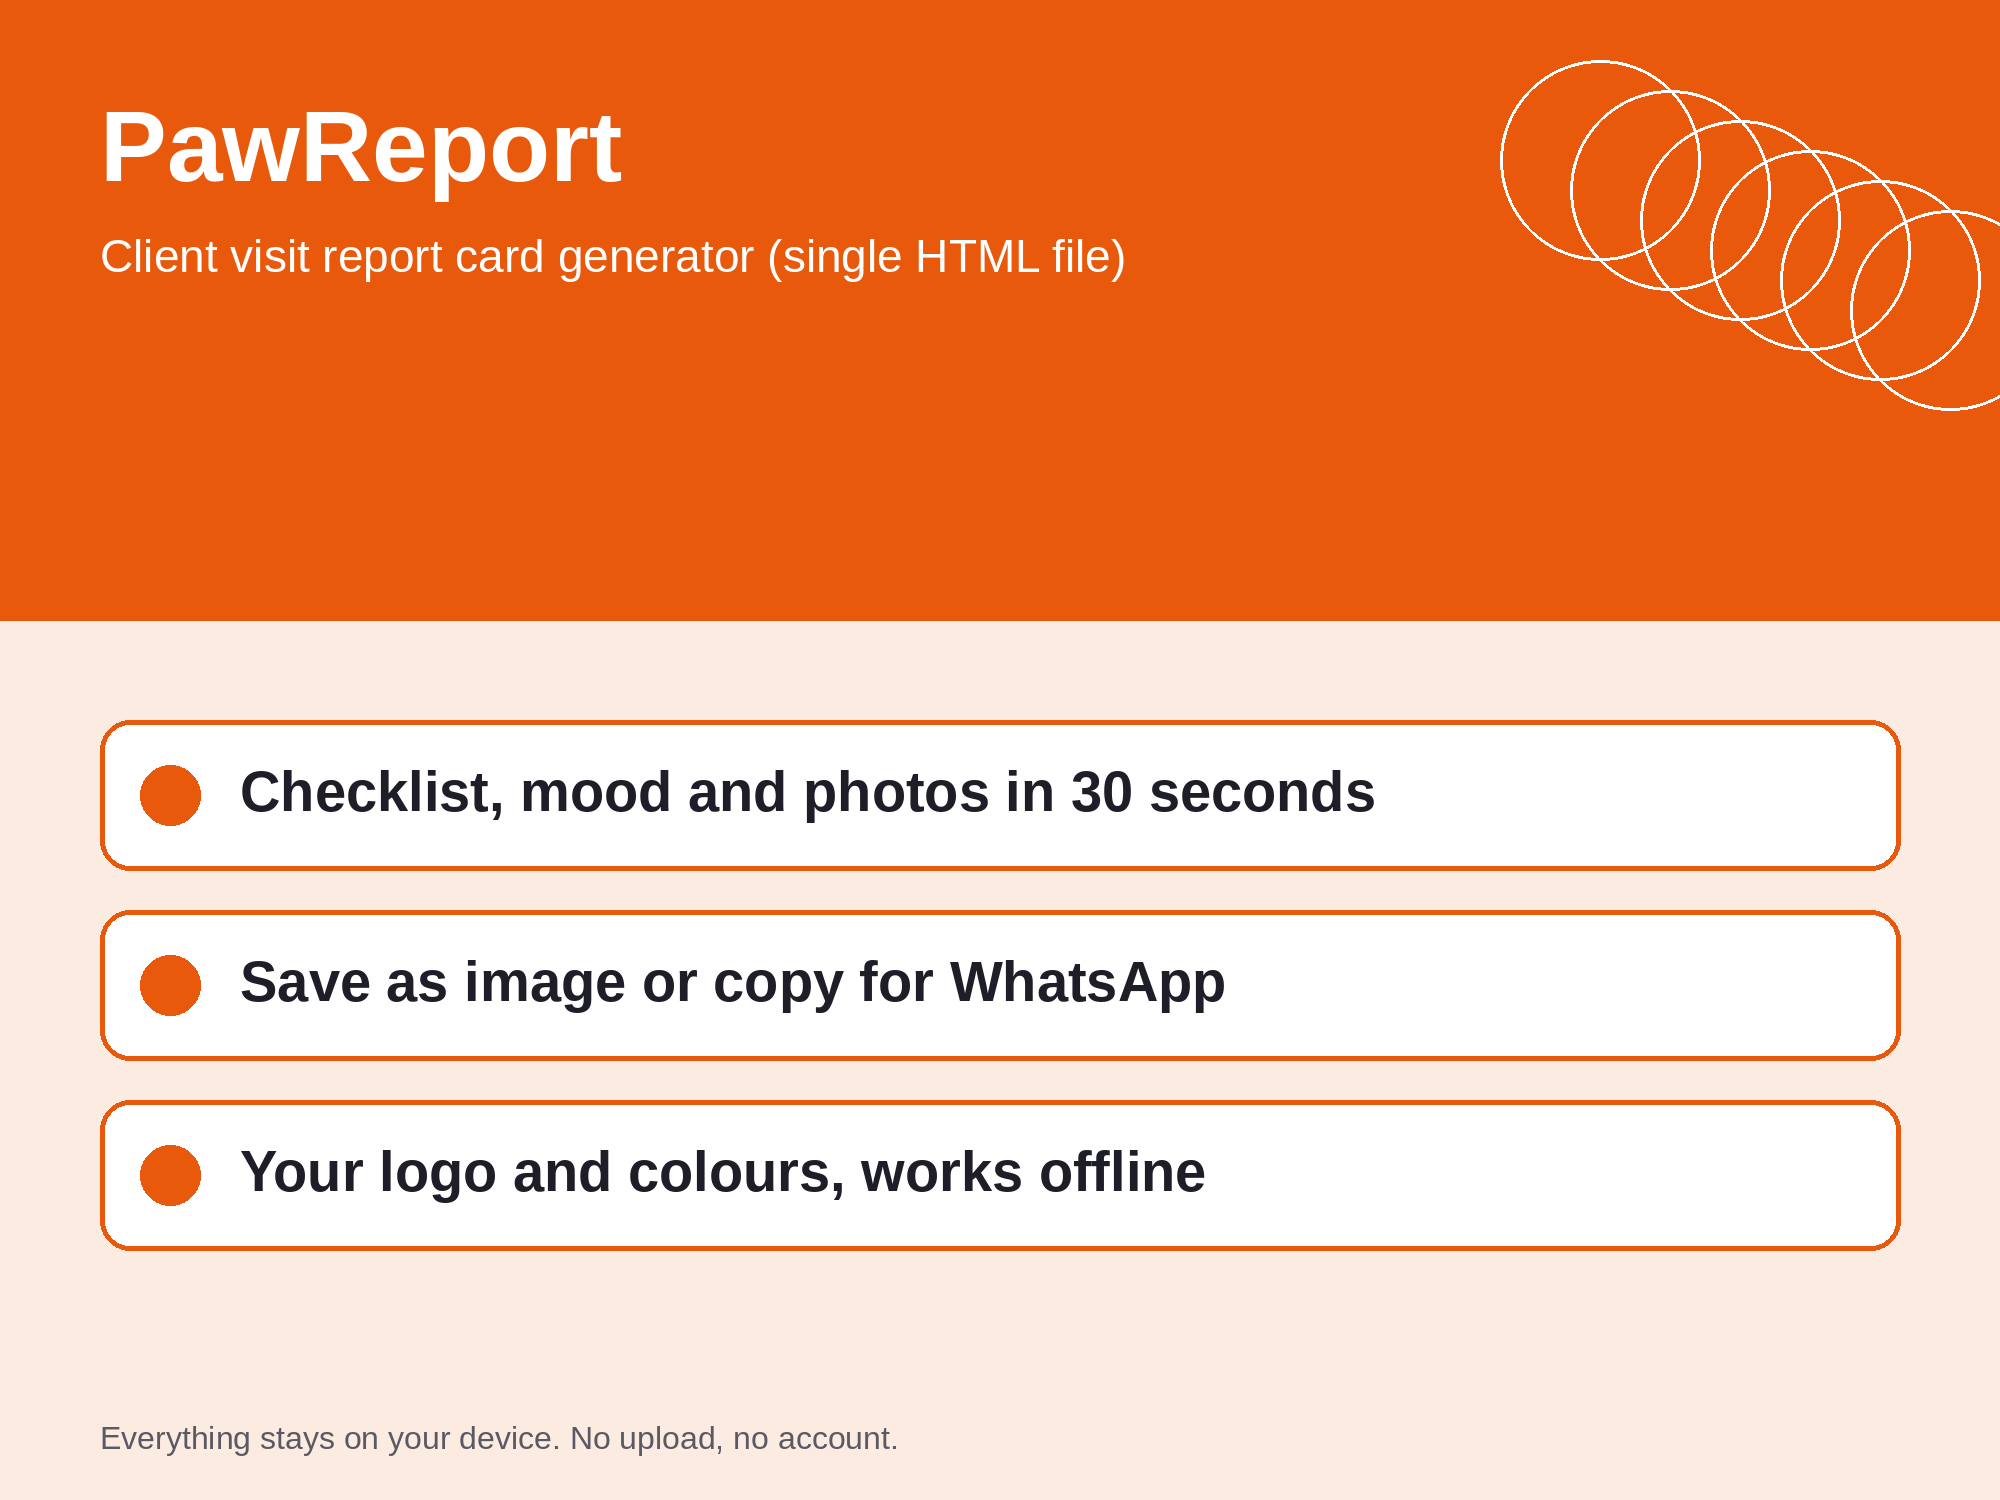 PawReport
Client visit report card generator (single HTML file)
Checklist, mood and photos in 30 seconds
Save as image or copy for WhatsApp
Your logo and colours, works offline
Everything stays on your device. No upload, no account.